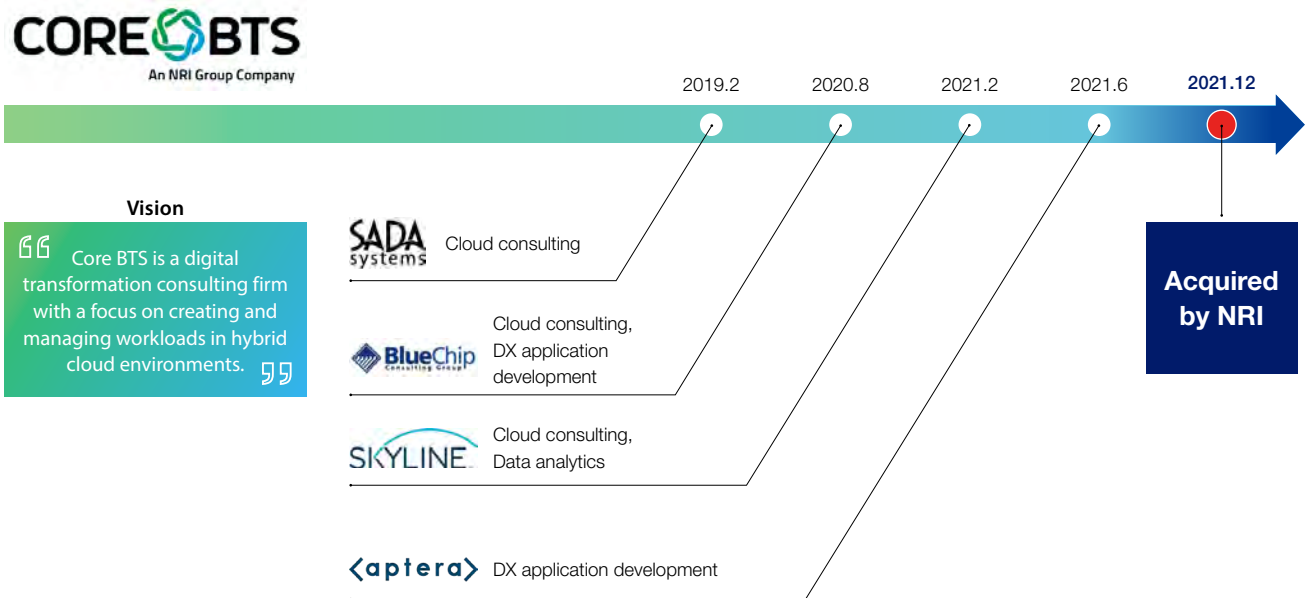 CORE BTS
An NRI Group Company
2019.2
2020.8
2021.2
2021.6
2021.12
Vision
Core BTS is a digital
transformation consulting firm
with a focus on creating and
managing workloads in hybrid
cloud environments.
SADA
systems
Cloud consulting
BlueChip
Consulting Group
Cloud consulting,
DX application
development
SKYLINE
Cloud consulting,
Data analytics
<aptera>
DX application development
Acquired
by NRI